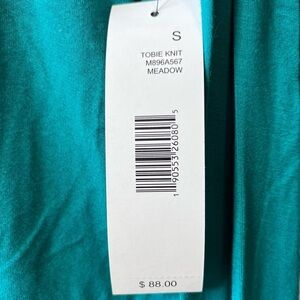 S
TOBIE KNIT
M896A567
MEADOW
1 90553 26080 5
$ 88.00